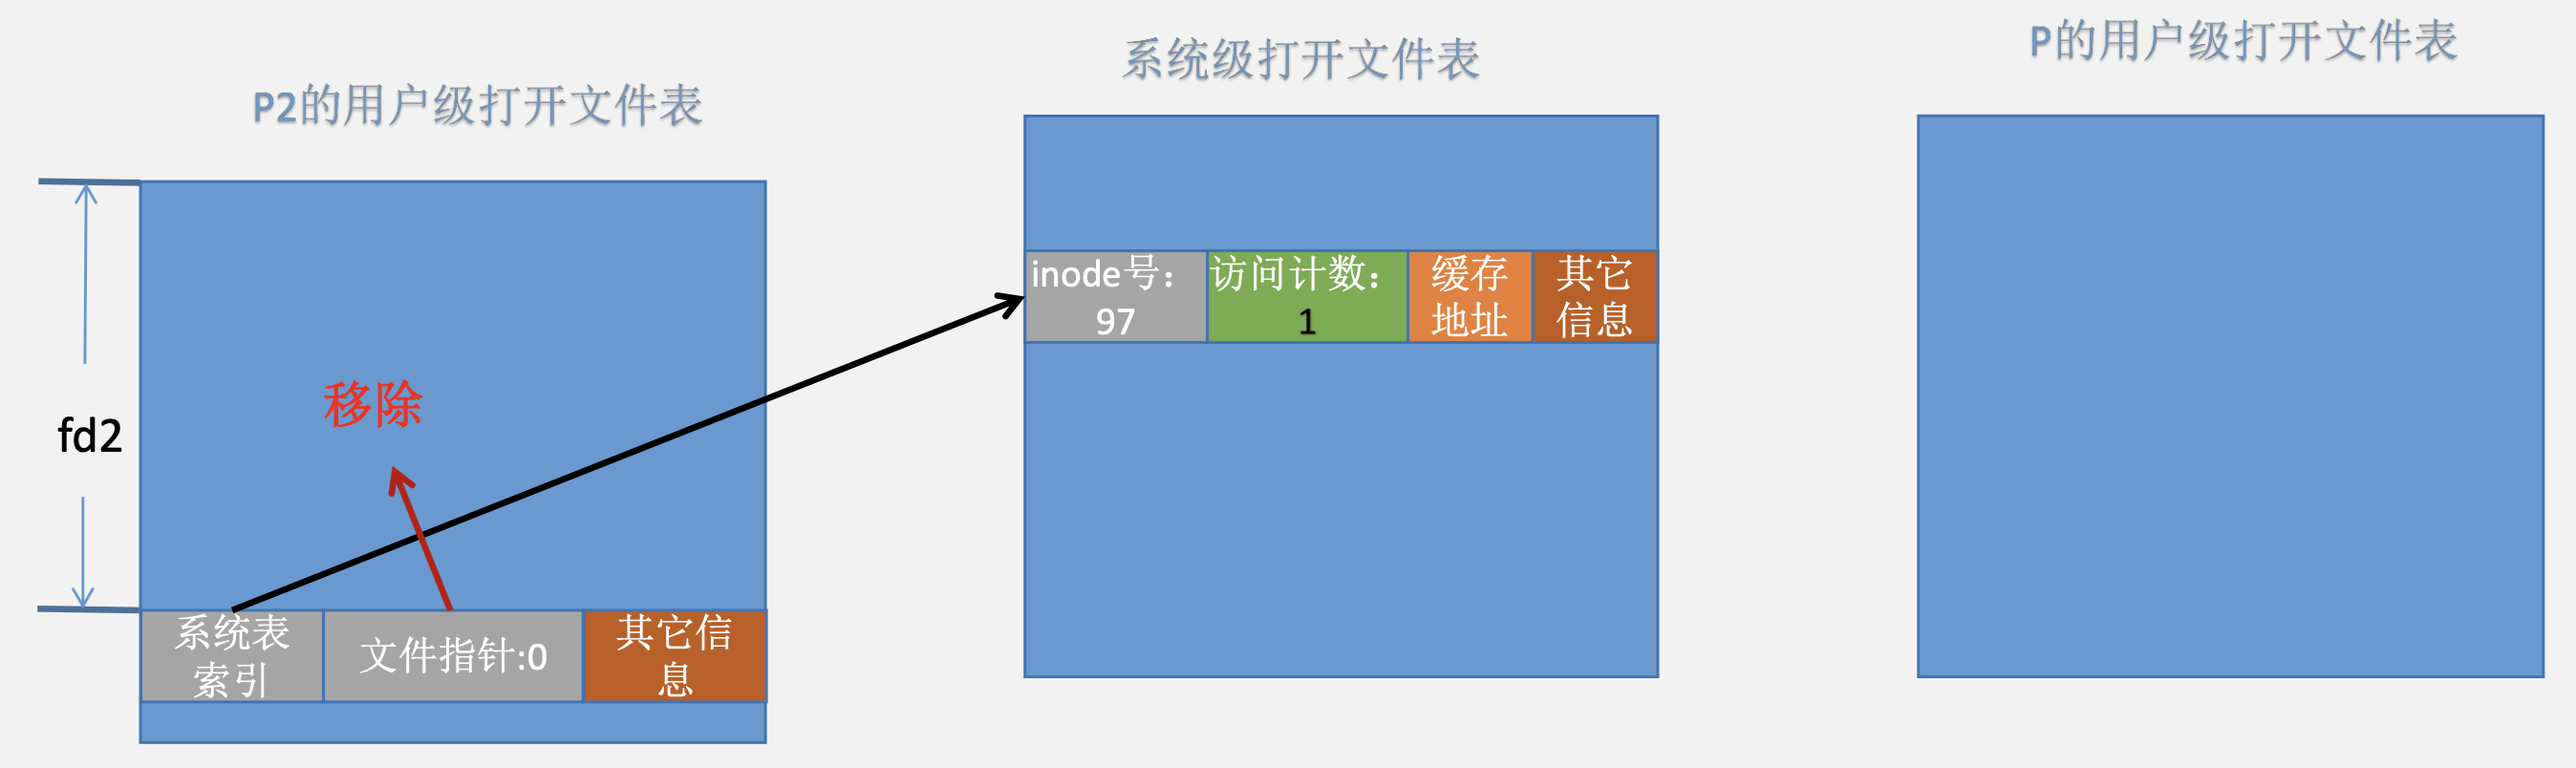 P2的用户级打开文件表
系统级打开文件表
P的用户级打开文件表
fd2
移除
系统表
索引
文件指针:0
其它信
息
inode号：
97
访问计数：
1
缓存
地址
其它
信息